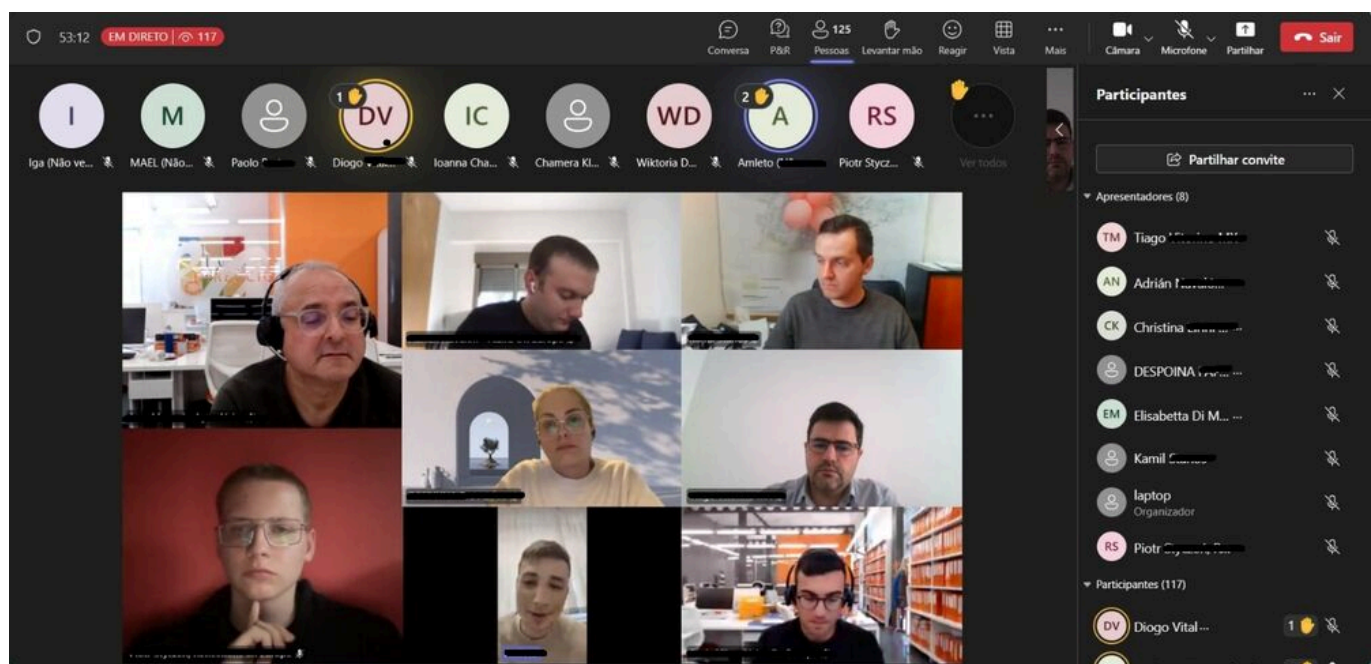 53:12 EM DIRETO | 117
125
Conversa P&R Pessoas Levantar mão Reagir Vista Mais Câmara Microfone Partilhar Sair
I M 1 DV IC WD 2 A RS ...
Iga (Não ve... MAEL (Não... Paolo Diogo Ioanna Cha... Chamera Kl... Wiktoria D... Amleto Piotr Stycz... Ver todos
Participantes
Partilhar convite
Apresentadores (8)
TM Tiago
AN Adrián
CK Christina
DESPOINA
EM Elisabetta Di M... ...
Kamil
laptop
Organizador
RS Piotr
Participantes (117)
DV Diogo Vital ... 1